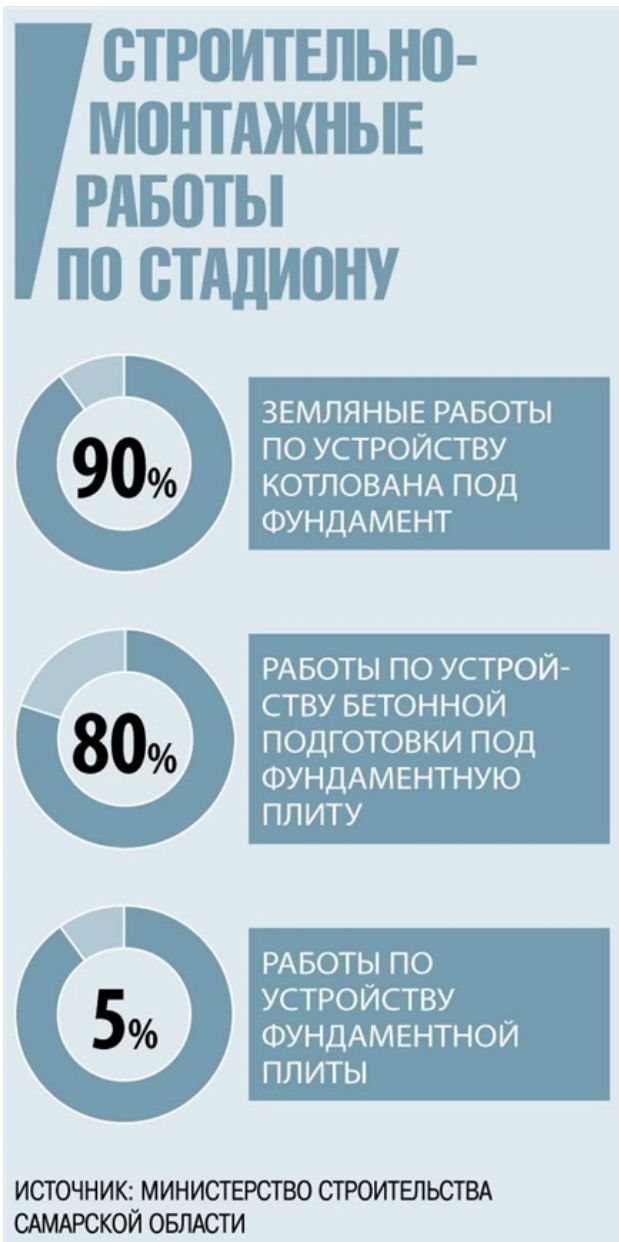 СТРОИТЕЛЬНО-
МОНТАЖНЫЕ
РАБОТЫ
ПО СТАДИОНУ
90%
ЗЕМЛЯНЫЕ РАБОТЫ
ПО УСТРОЙСТВУ
КОТЛОВАНА ПОД
ФУНДАМЕНТ
80%
РАБОТЫ ПО УСТРОЙ-
СТВУ БЕТОННОЙ
ПОДГОТОВКИ ПОД
ФУНДАМЕНТНУЮ
ПЛИТУ
5%
РАБОТЫ ПО
УСТРОЙСТВУ
ФУНДАМЕНТНОЙ
ПЛИТЫ
ИСТОЧНИК: МИНИСТЕРСТВО СТРОИТЕЛЬСТВА
САМАРСКОЙ ОБЛАСТИ